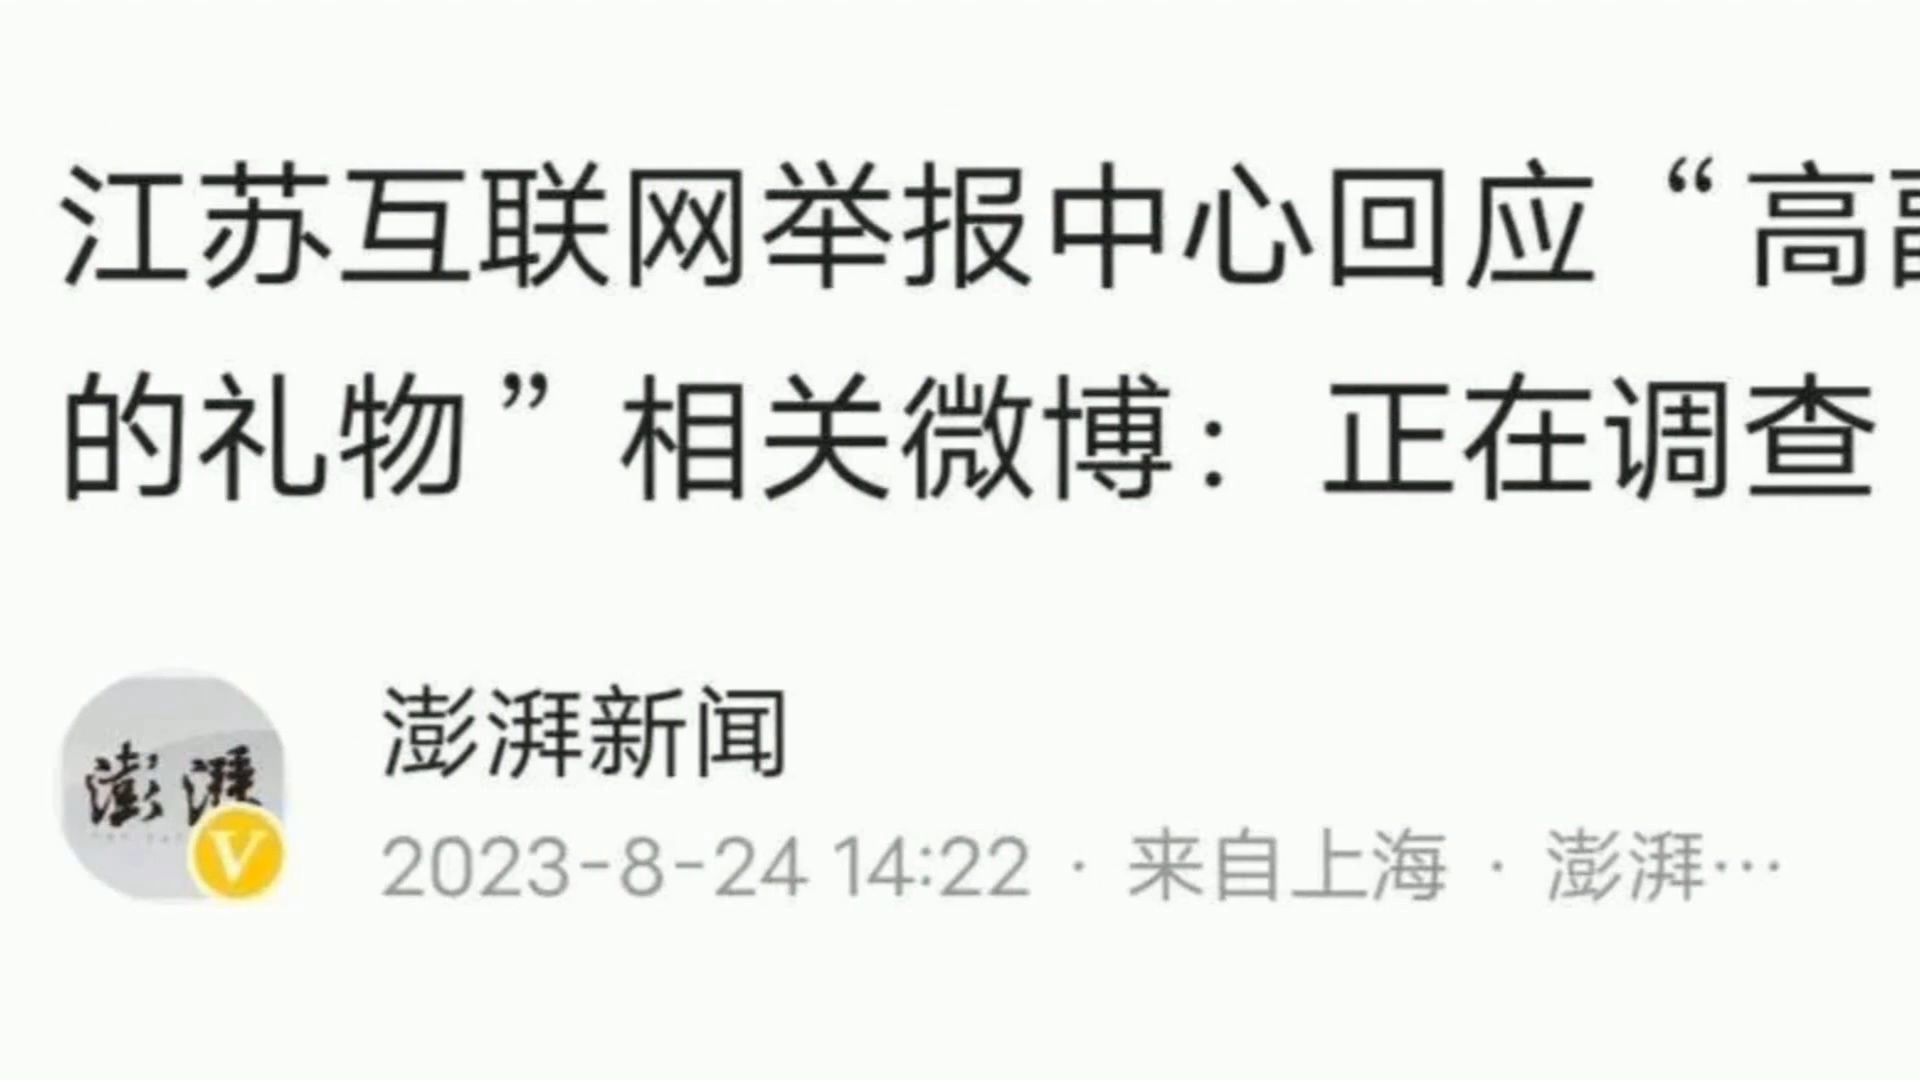 江苏互联网举报中心回应“高
的礼物”相关微博：正在调查
澎湃
澎湃新闻
2023-8-24 14:22 · 来自上海 · 澎湃…